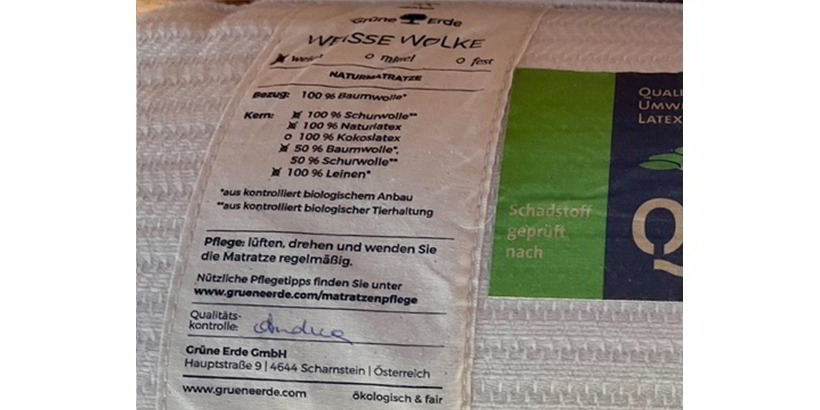 Grüne Erde
WEISSE WOLKE
weich mittel fest
NATURMATRATZE
Bezug: 100 % Baumwolle*
Kern: 100 % Schurwolle**
100 % Naturlatex
100 % Kokoslatex
50 % Baumwolle*,
50 % Schurwolle**
100 % Leinen*
*aus kontrolliert biologischem Anbau
**aus kontrolliert biologischer Tierhaltung
Pflege: lüften, drehen und wenden Sie
die Matratze regelmäßig.
Nützliche Pflegetipps finden Sie unter
www.grueneerde.com/matratzenpflege
Qualitäts-
kontrolle: Andrea
Grüne Erde GmbH
Hauptstraße 9 | 4644 Scharnstein | Österreich
www.grueneerde.com ökologisch & fair
QUALI
UMW
LATEX
Schadstoff
geprüft
nach
Q